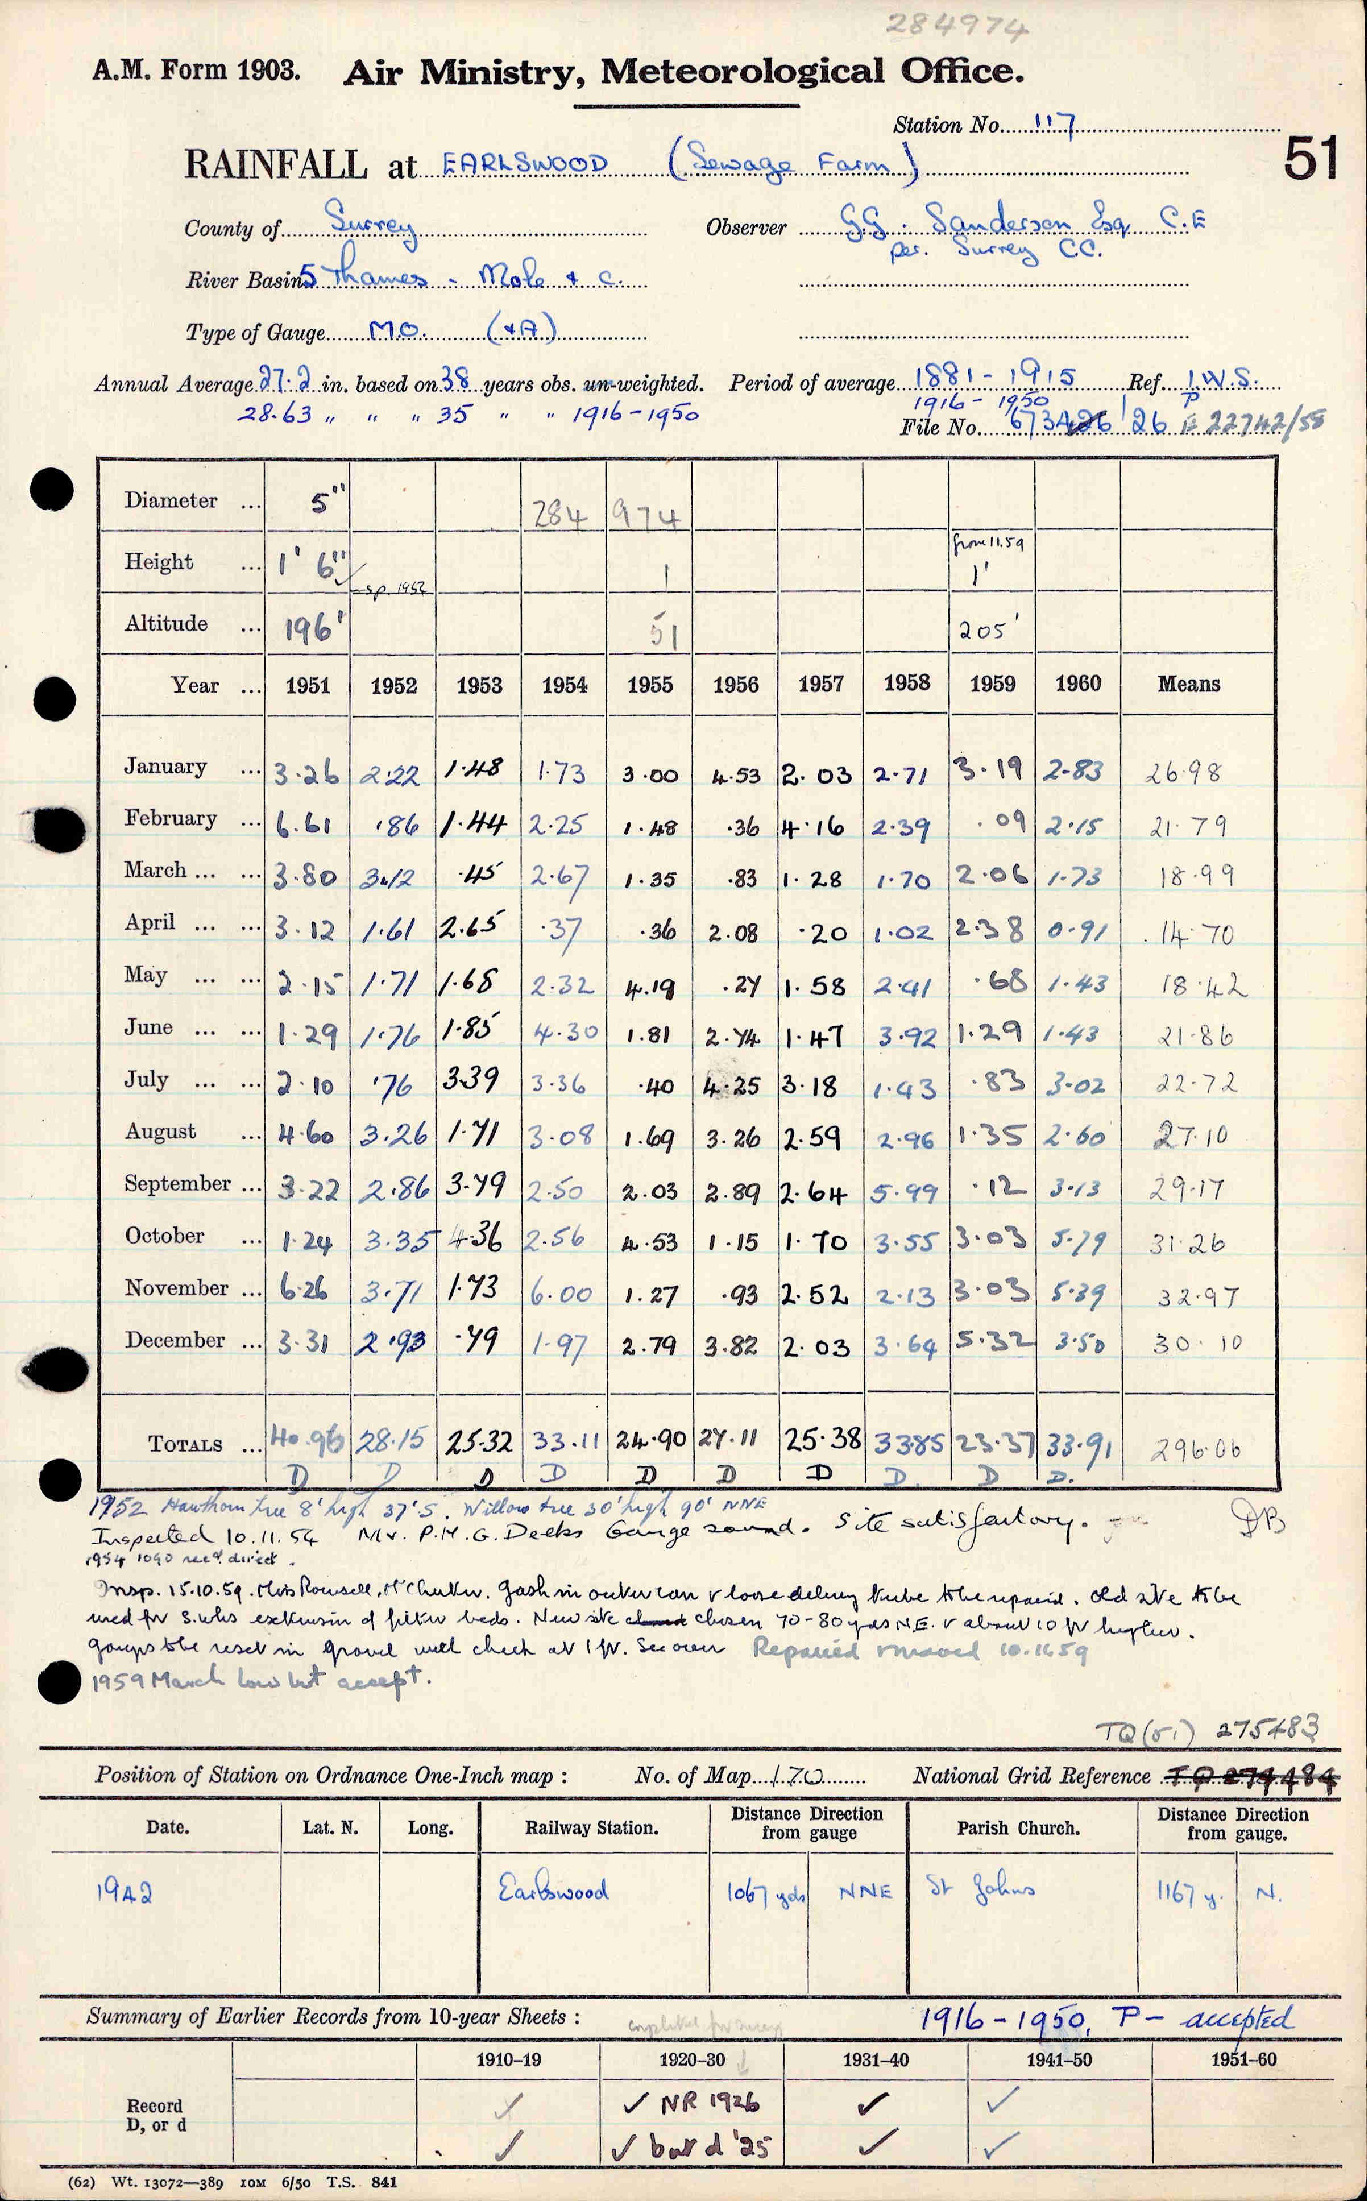 284974
A.M. Form 1903. Air Ministry, Meteorological Office.
Station No. 117
51
RAINFALL at EARLSWOOD (Sewage Farm)
County of Surrey Observer G.G. Sanderson Esq. C.E
per. Surrey CC.
River Basin 5 Thames - Mole & c.
Type of Gauge MO. (+A)
Annual Average 27.2 in. based on 38 years obs. un-weighted. Period of average 1881-1915 Ref. I.W.S.
28.63 " " " 35 " " 1916-1950 1916-1950 P
File No. 673426/26 22742/58
Diameter ... 5" 284 974
Height ... 1' 6" sp. 1952 1 from 11.59 1'
Altitude ... 196' 51 205'
Year ... 1951 1952 1953 1954 1955 1956 1957 1958 1959 1960 Means
January ... 3.26 2.22 1.48 1.73 3.00 4.53 2.03 2.71 3.19 2.83 26.98
February ... 6.61 .86 1.44 2.25 1.48 .36 4.16 2.39 .09 2.15 21.79
March ... ... 3.80 3.12 .45 2.67 1.35 .83 1.28 1.70 2.06 1.73 18.99
April ... ... 3.12 1.61 2.65 .37 .36 2.08 .20 1.02 2.38 0.91 14.70
May ... ... 2.15 1.71 1.68 2.32 4.19 .27 1.58 2.41 .68 1.43 18.42
June ... ... 1.29 1.76 1.85 4.30 1.81 2.74 1.47 3.92 1.29 1.43 21.86
July ... ... 2.10 .76 3.39 3.36 .40 4.25 3.18 1.43 .83 3.02 22.72
August ... 4.60 3.26 1.71 3.08 1.69 3.26 2.59 2.96 1.35 2.60 27.10
September ... 3.22 2.86 3.79 2.50 2.03 2.89 2.64 5.99 .12 3.13 29.17
October ... 1.24 3.35 4.36 2.56 4.53 1.15 1.70 3.55 3.03 5.79 31.26
November ... 6.26 3.71 1.73 6.00 1.27 .93 2.52 2.13 3.03 5.39 32.97
December ... 3.31 2.93 .79 1.97 2.79 3.82 2.03 3.64 5.32 3.50 30.10
TOTALS ... 40.96 28.15 25.32 33.11 24.90 27.11 25.38 33.85 23.37 33.91 296.06
D D D D D D D D D D.
1952 Hawthorn tree 8' high 37' S. Willow tree 30' high 90' NNE
Inspected 10.11.54 Mr. P.H.G. Deeks Gauge sound. Site satisfactory. DB
1954 1090 recd. direct.
Insp. 15.10.59. Gash in outer can & loose delivery tube to be repaired. Old site to be
used for extension of filter beds. New site chosen 70-80 yds N.E. & about 10 ft higher.
gauge to be reset in ground will check at 1 ft. See over Repaired & moved 10.11.59
1959 March low but accept.
TQ (51) 275483
Position of Station on Ordnance One-Inch map : No. of Map 170 National Grid Reference TQ 274484
Date. Lat. N. Long. Railway Station. Distance Direction from gauge Parish Church. Distance Direction from gauge.
1942 Earlswood 1067 yds NNE St Johns 1167 y. N.
Summary of Earlier Records from 10-year Sheets : 1916-1950, P- accepted
1910–19 1920–30 1931–40 1941–50 1951–60
Record ✓ ✓ NR 1926 ✓ ✓
D, or d ✓ ✓ but d '25 ✓ ✓
(62) Wt. 13072—389 10M 6/50 T.S. 841